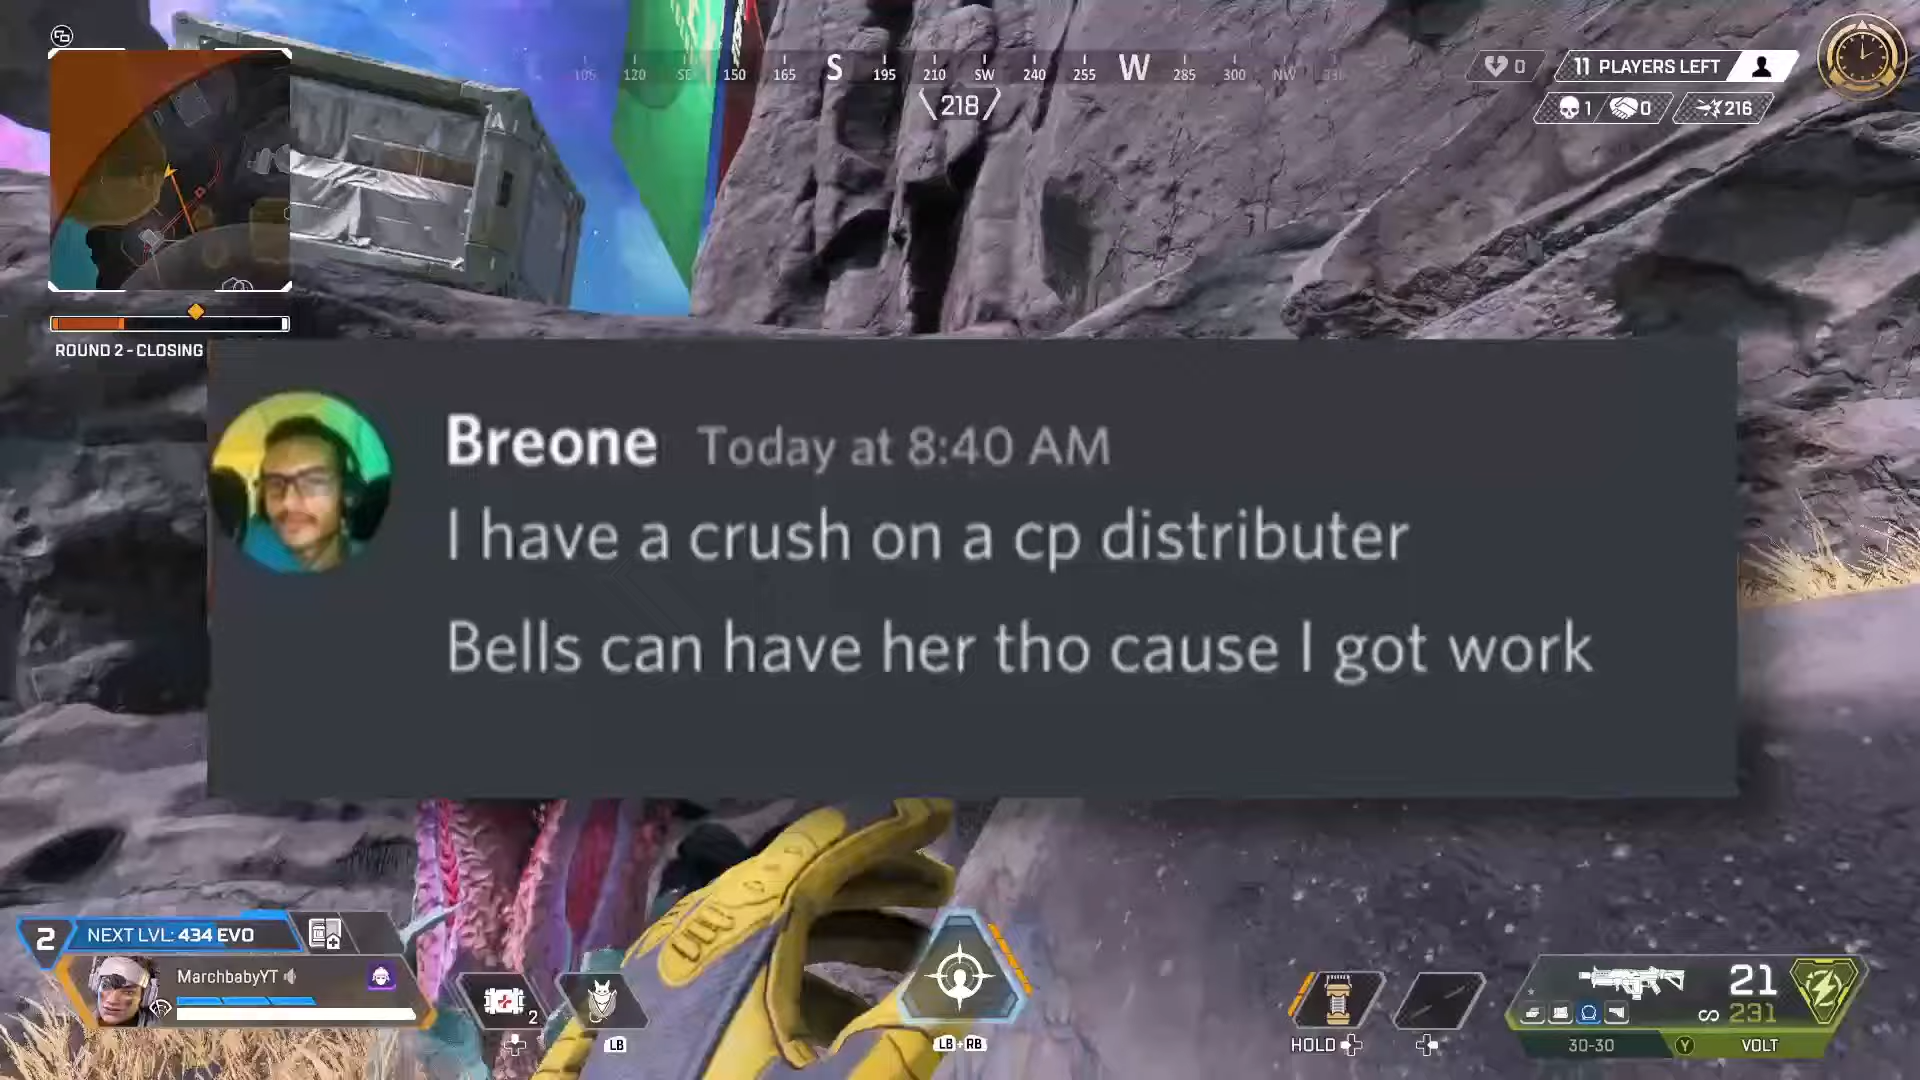 105 120 SE 150 165 S 195 210 SW 240 255 W 285 300 NW 330
218
0
11 PLAYERS LEFT
1 0 216
ROUND 2 - CLOSING
Breone Today at 8:40 AM
I have a crush on a cp distributer
Bells can have her tho cause I got work
2 NEXT LVL: 434 EVO
MarchbabyYT
2
LB
LB+RB
HOLD
21
∞ 231
30-30 Y VOLT